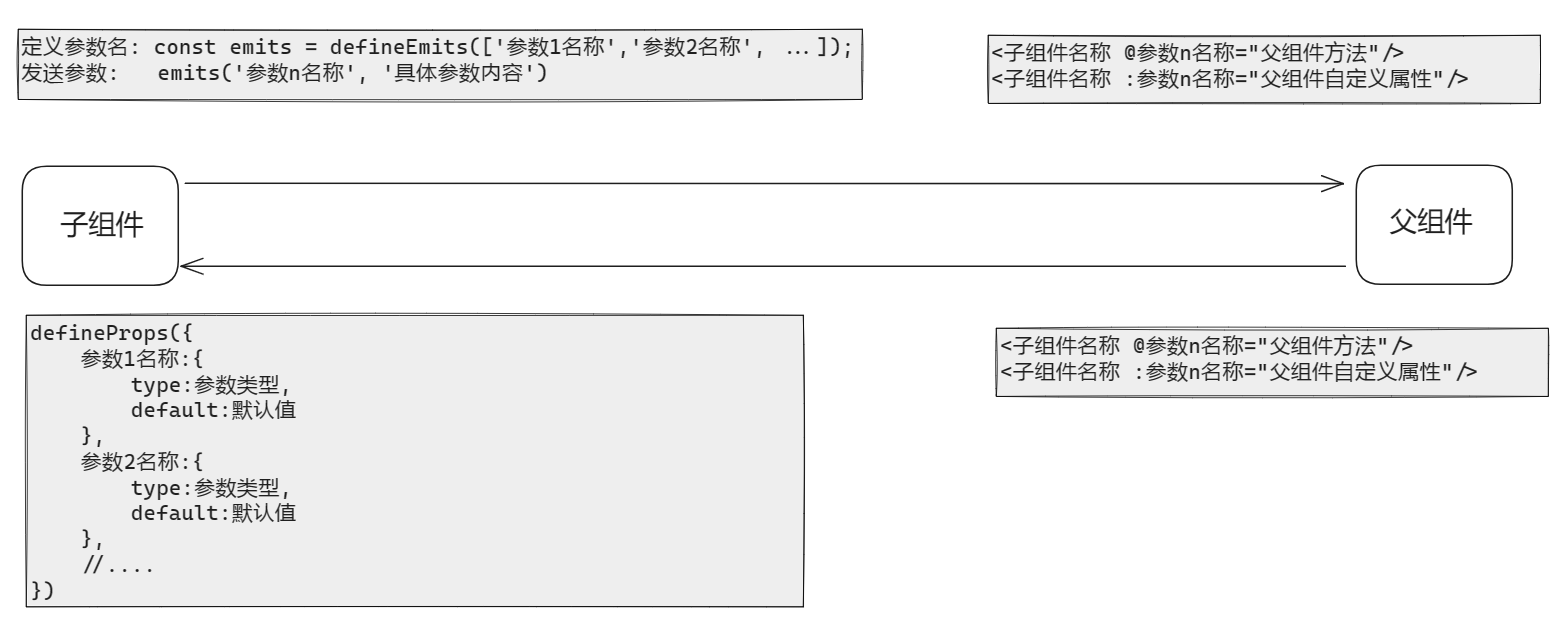 定义参数名: const emits = defineEmits(['参数1名称','参数2名称', ...]);
发送参数:   emits('参数n名称', '具体参数内容')
<子组件名称 @参数n名称="父组件方法"/>
<子组件名称 :参数n名称="父组件自定义属性"/>
子组件
父组件
defineProps({
    参数1名称:{
        type:参数类型,
        default:默认值
    },
    参数2名称:{
        type:参数类型,
        default:默认值
    },
    //....
})
<子组件名称 @参数n名称="父组件方法"/>
<子组件名称 :参数n名称="父组件自定义属性"/>